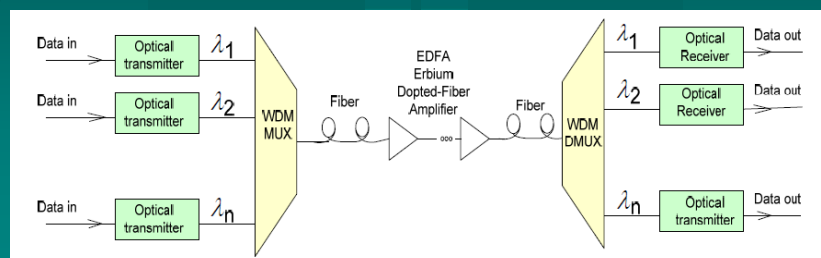 Data in
Optical
transmitter
λ1
Data in
Optical
transmitter
λ2
Data in
Optical
transmitter
λn
WDM
MUX
Fiber
EDFA
Erbium
Dopted-Fiber
Amplifier
Fiber
WDM
DMUX
λ1
Optical
Receiver
Data out
λ2
Optical
Receiver
Data out
λn
Optical
transmitter
Data out